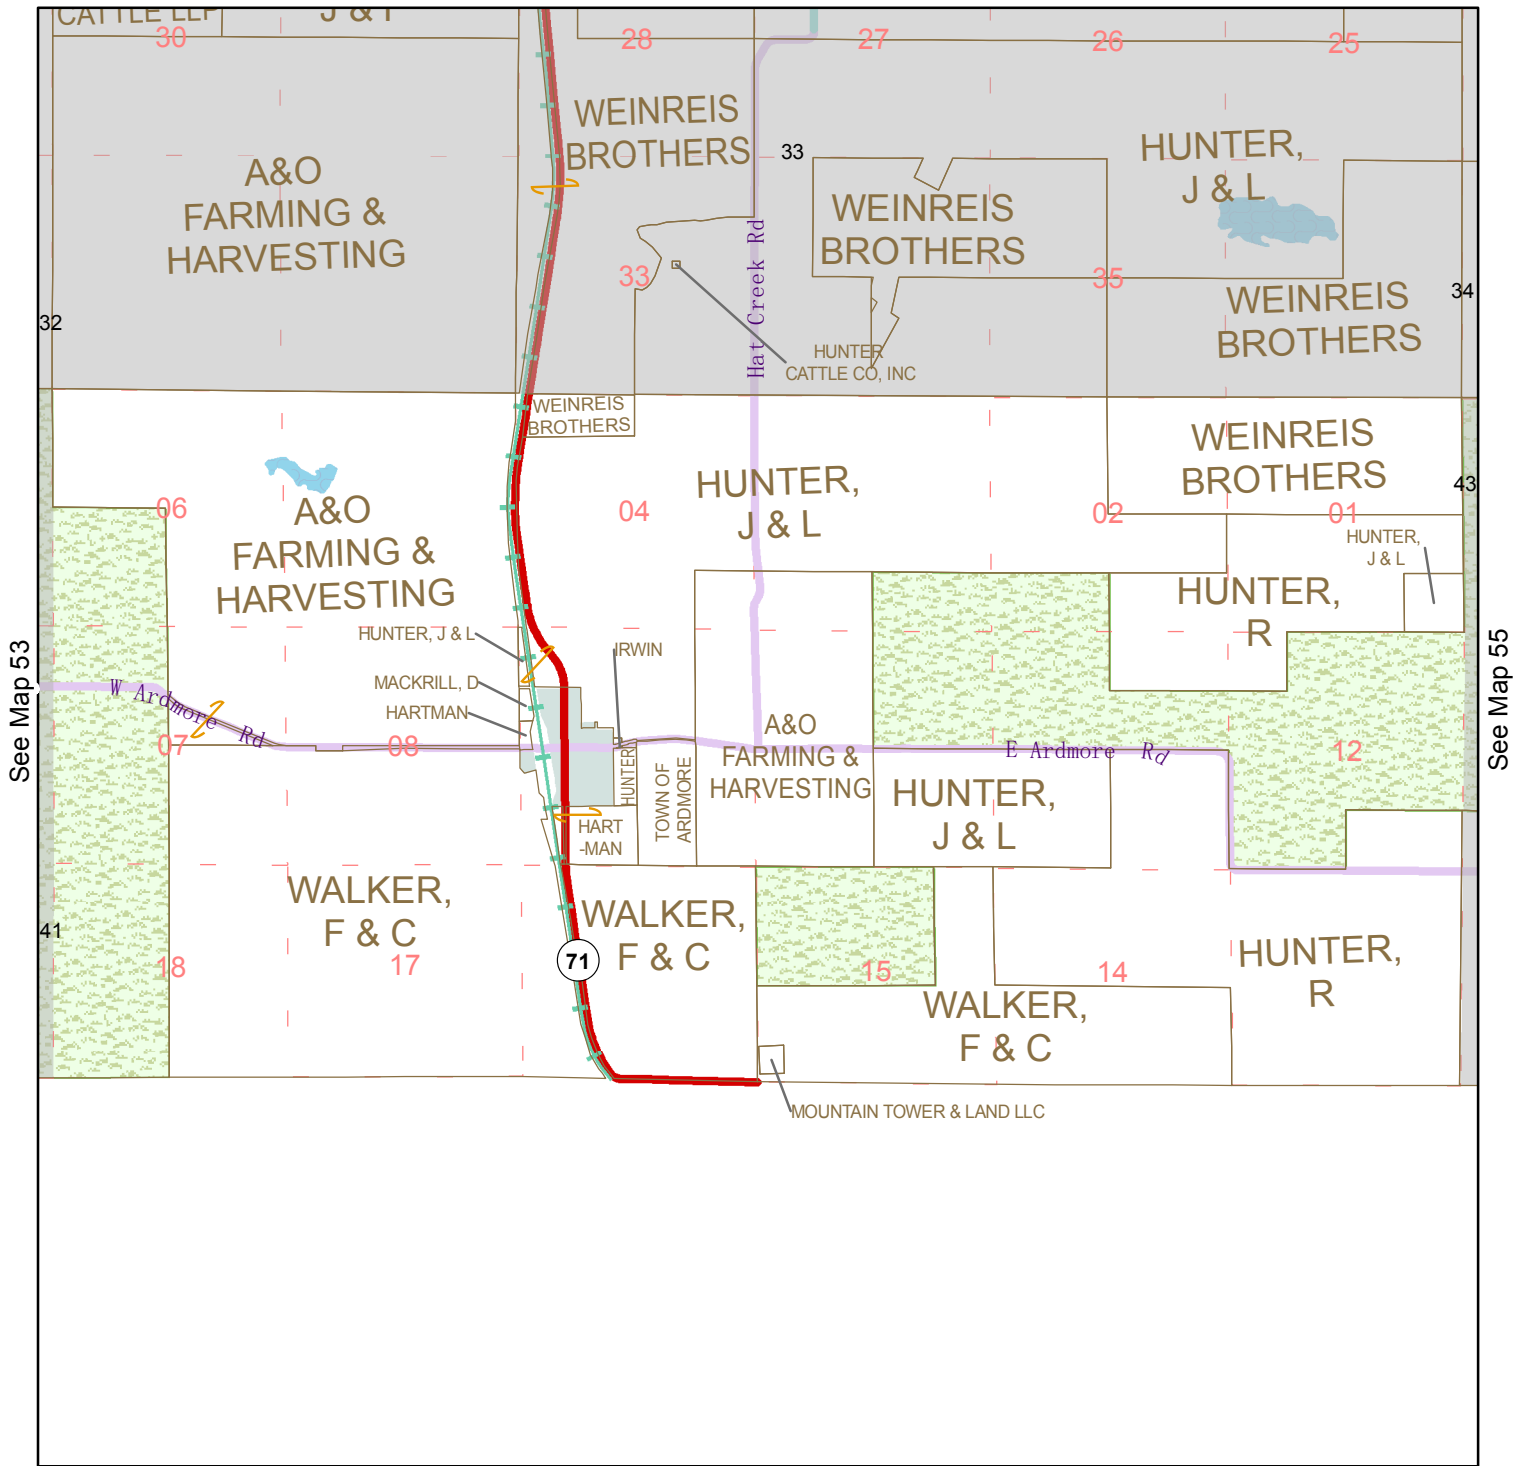 CATTLE LLP
30
28
27
26
25
WEINREIS
BROTHERS
33
HUNTER,
J & L
A&O
FARMING &
HARVESTING
WEINREIS
BROTHERS
Hat Creek Rd
33
35
34
WEINREIS
BROTHERS
32
HUNTER
CATTLE CO, INC
WEINREIS
BROTHERS
WEINREIS
BROTHERS
43
HUNTER,
J & L
06
04
02
01
A&O
FARMING &
HARVESTING
HUNTER,
J & L
HUNTER,
R
HUNTER, J & L
IRWIN
See Map 53
See Map 55
MACKRILL, D
HARTMAN
W Ardmore Rd
07
08
A&O
FARMING &
HARVESTING
E Ardmore Rd
12
HUNTER
TOWN OF
ARDMORE
HUNTER,
J & L
HART
-MAN
WALKER,
F & C
WALKER,
F & C
41
71
18
17
15
14
HUNTER,
R
WALKER,
F & C
MOUNTAIN TOWER & LAND LLC